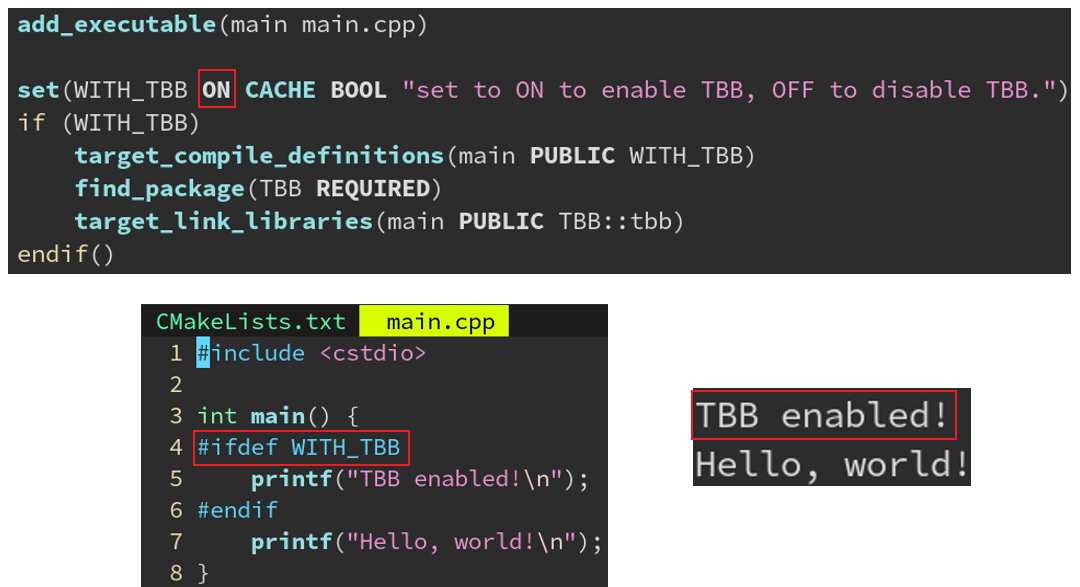 add_executable(main main.cpp)
set(WITH_TBB ON CACHE BOOL "set to ON to enable TBB, OFF to disable TBB.")
if (WITH_TBB)
    target_compile_definitions(main PUBLIC WITH_TBB)
    find_package(TBB REQUIRED)
    target_link_libraries(main PUBLIC TBB::tbb)
endif()
CMakeLists.txt main.cpp
1 #include <cstdio>
2
3 int main() {
4 #ifdef WITH_TBB
5     printf("TBB enabled!\n");
6 #endif
7     printf("Hello, world!\n");
8 }
TBB enabled!
Hello, world!